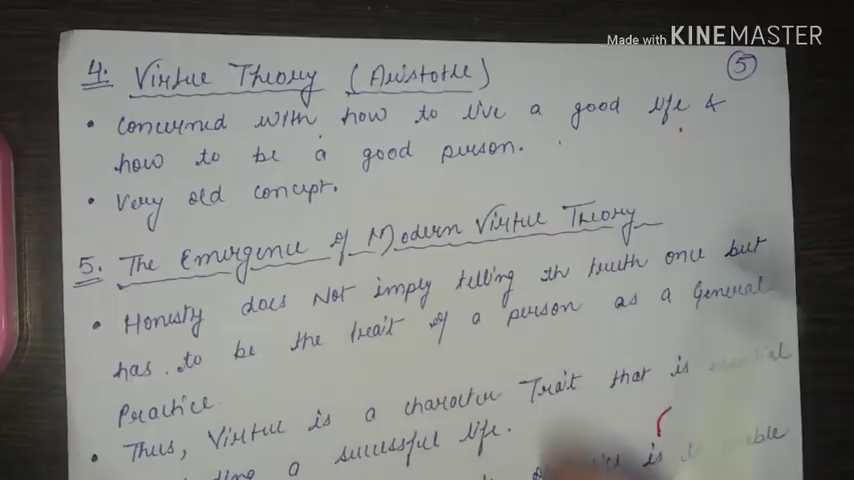 Made with KINEMASTER
5
4. Virtue Theory (Aristotle)
• Concerned with how to live a good life &
how to be a good person.
• Very old concept.
5. The Emergence of Modern Virtue Theory
• Honesty does Not imply telling th truth once but
has to be the trait of a person as a General
Practice
• Thus, Virtue is a character Trait that is
a successful life.
is